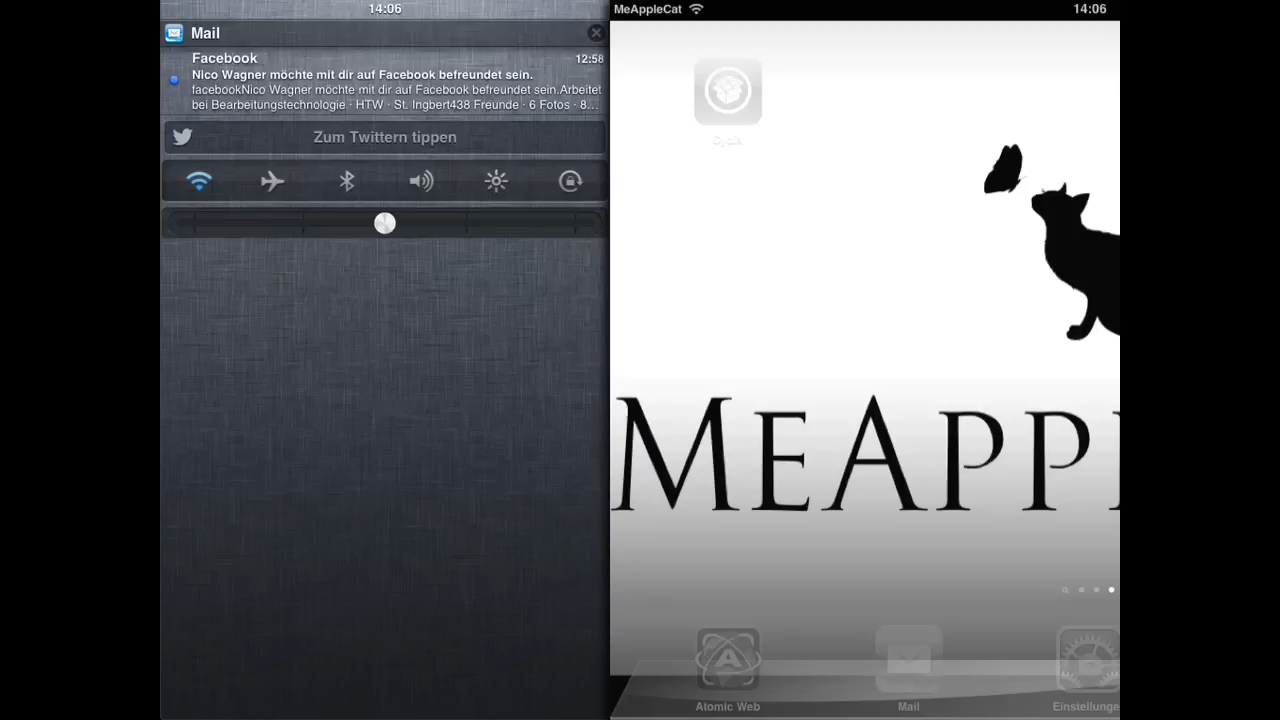 14:06
Mail
Facebook 12:58
Nico Wagner möchte mit dir auf Facebook befreundet sein.
facebookNico Wagner möchte mit dir auf Facebook befreundet sein.Arbeitet
bei Bearbeitungstechnologie · HTW · St. Ingbert438 Freunde · 6 Fotos · 8...
Zum Twittern tippen
MeAppleCat 14:06
Cydia
MEAPPL
Atomic Web Mail Einstellunge